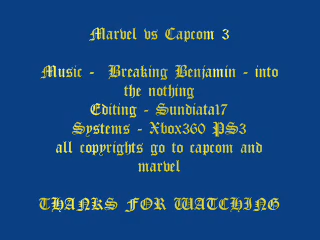 Marvel vs Capcom 3
Music - Breaking Benjamin - into
the nothing
Editing - Sundiata17
Systems - Xbox360 PS3
all copyrights go to capcom and
marvel
THANKS FOR WATCHING